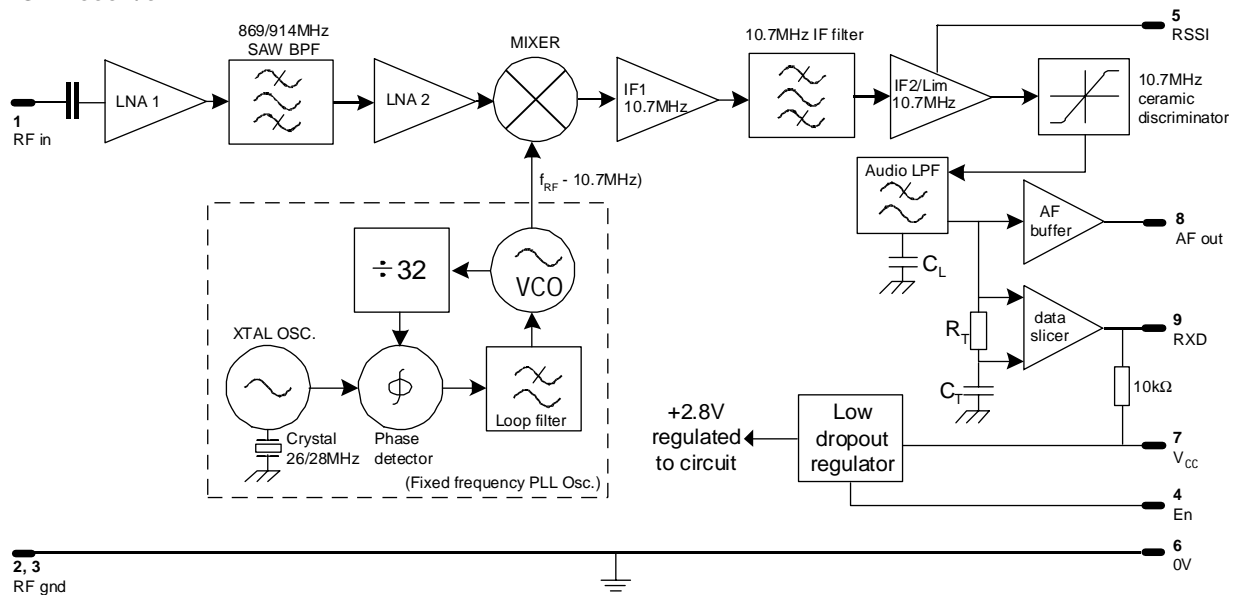 869/914MHz
SAW BPF
MIXER
10.7MHz IF filter
5
RSSI
LNA 1
LNA 2
IF1
10.7MHz
IF2/Lim
10.7MHz
10.7MHz
ceramic
discriminator
1
RF in
f_RF - 10.7MHz)
Audio LPF
C_L
AF
buffer
8
AF out
÷32
VCO
XTAL OSC.
Crystal
26/28MHz
Phase
detector
Loop filter
(Fixed frequency PLL Osc.)
R_T
C_T
data
slicer
9
RXD
10kΩ
+2.8V
regulated
to circuit
Low
dropout
regulator
7
V_CC
4
En
2, 3
RF gnd
6
0V